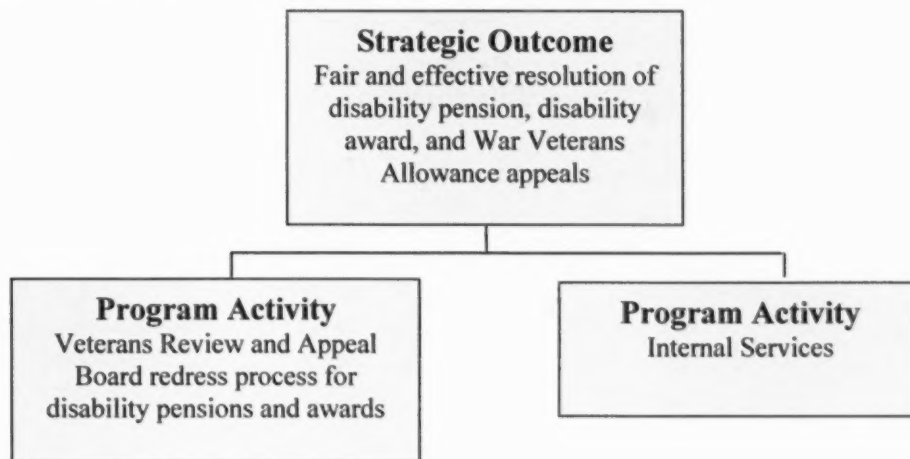 Strategic Outcome
Fair and effective resolution of
disability pension, disability
award, and War Veterans
Allowance appeals
Program Activity
Veterans Review and Appeal
Board redress process for
disability pensions and awards
Program Activity
Internal Services